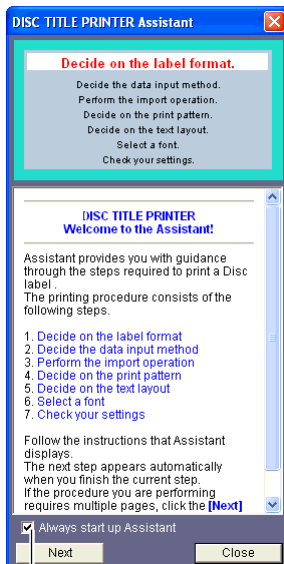 DISC TITLE PRINTER Assistant
Decide on the label format.
Decide the data input method.
Perform the import operation.
Decide on the print pattern.
Decide on the text layout.
Select a font.
Check your settings.
DISC TITLE PRINTER
Welcome to the Assistant!
Assistant provides you with guidance
through the steps required to print a Disc
label .
The printing procedure consists of the
following steps.
1. Decide on the label format
2. Decide the data input method
3. Perform the import operation
4. Decide on the print pattern
5. Decide on the text layout
6. Select a font
7. Check your settings
Follow the instructions that Assistant
displays.
The next step appears automatically
when you finish the current step.
If the procedure you are performing
requires multiple pages, click the [Next]
Always start up Assistant
Next Close